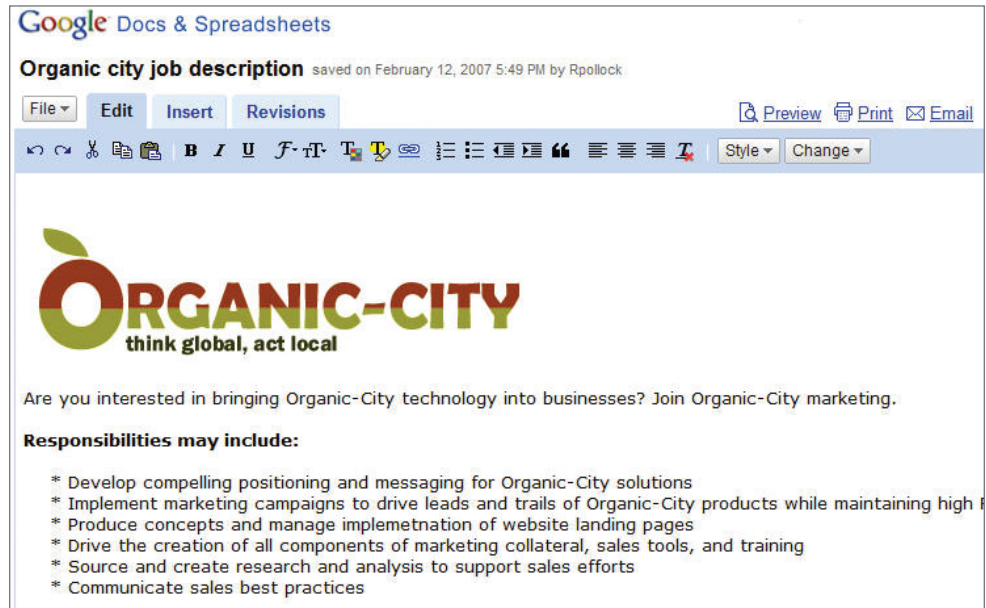 Google Docs & Spreadsheets
Organic city job description saved on February 12, 2007 5:49 PM by Rpollock
File Edit Insert Revisions Preview Print Email
B I U F T T T T Style Change
ORGANIC-CITY
think global, act local
Are you interested in bringing Organic-City technology into businesses? Join Organic-City marketing.
Responsibilities may include:
* Develop compelling positioning and messaging for Organic-City solutions
* Implement marketing campaigns to drive leads and trails of Organic-City products while maintaining high
* Produce concepts and manage implemetnation of website landing pages
* Drive the creation of all components of marketing collateral, sales tools, and training
* Source and create research and analysis to support sales efforts
* Communicate sales best practices